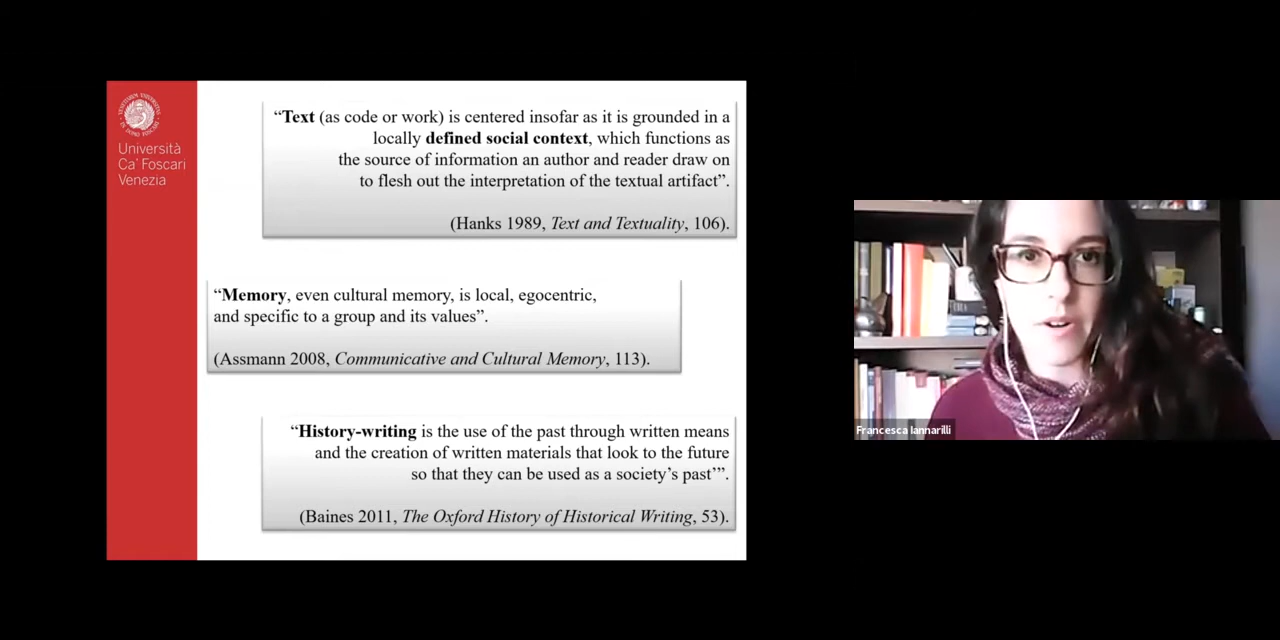 Università
Ca' Foscari
Venezia
“Text (as code or work) is centered insofar as it is grounded in a
locally defined social context, which functions as
the source of information an author and reader draw on
to flesh out the interpretation of the textual artifact”.
(Hanks 1989, Text and Textuality, 106).
“Memory, even cultural memory, is local, egocentric,
and specific to a group and its values”.
(Assmann 2008, Communicative and Cultural Memory, 113).
“History-writing is the use of the past through written means
and the creation of written materials that look to the future
so that they can be used as a society’s past’”.
(Baines 2011, The Oxford History of Historical Writing, 53).
Francesca Iannarilli